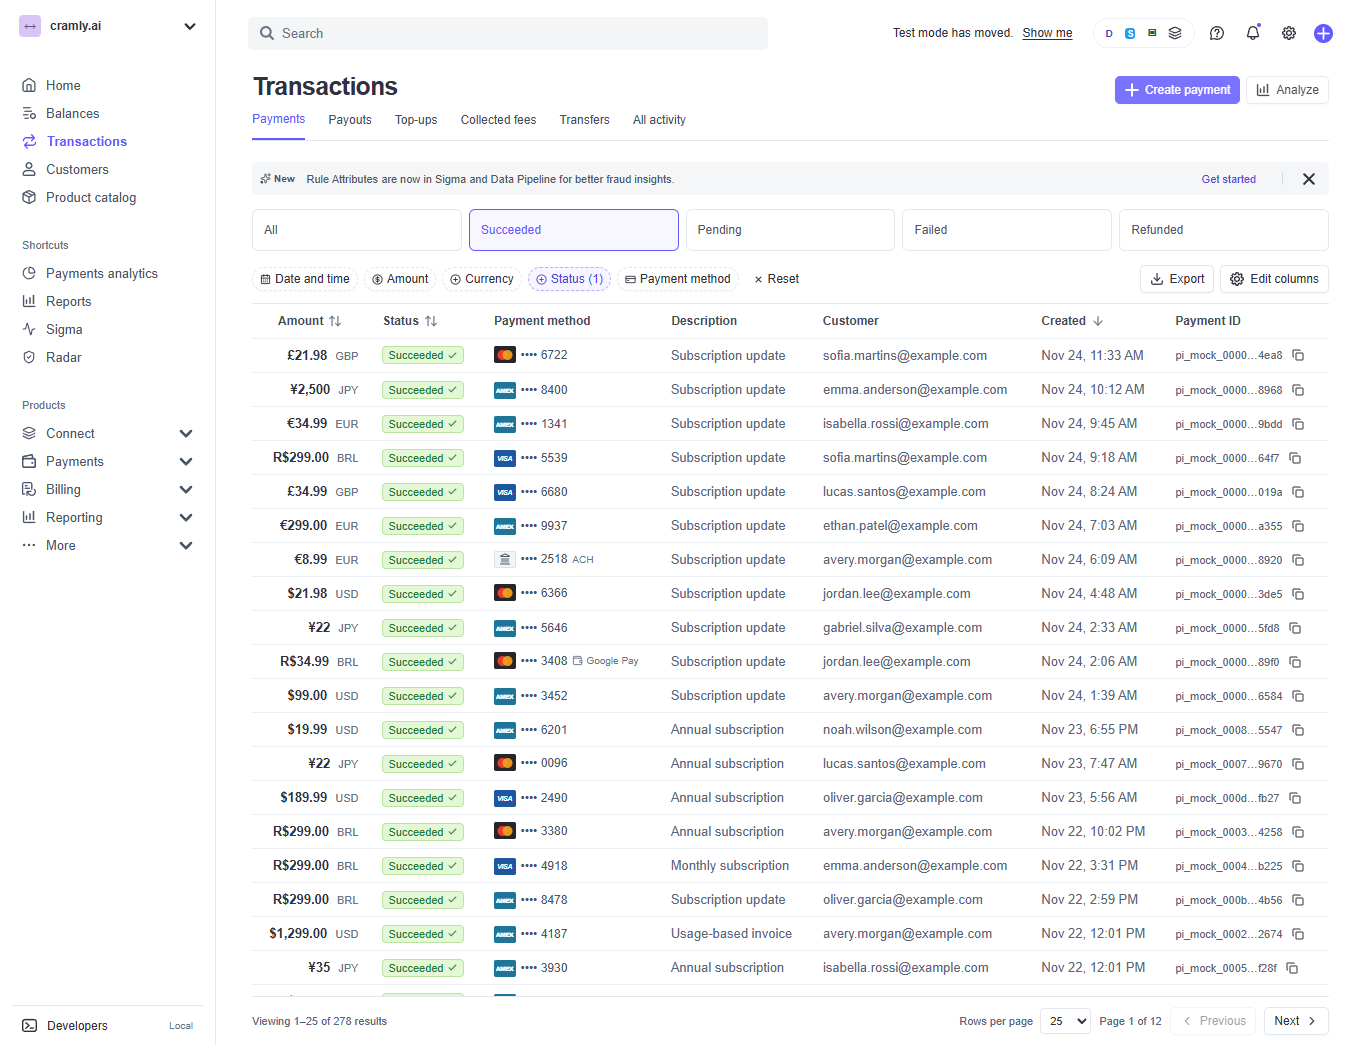 cramly.ai
Search
Test mode has moved. Show me
Home
Balances
Transactions
Customers
Product catalog
Shortcuts
Payments analytics
Reports
Sigma
Radar
Products
Connect
Payments
Billing
Reporting
More
Developers Local
Transactions
Create payment Analyze
Payments Payouts Top-ups Collected fees Transfers All activity
New Rule Attributes are now in Sigma and Data Pipeline for better fraud insights. Get started
All Succeeded Pending Failed Refunded
Date and time Amount Currency Status (1) Payment method Reset Export Edit columns
Amount Status Payment method Description Customer Created Payment ID
£21.98 GBP Succeeded •••• 6722 Subscription update sofia.martins@example.com Nov 24, 11:33 AM pi_mock_0000...4ea8
¥2,500 JPY Succeeded AMEX •••• 8400 Subscription update emma.anderson@example.com Nov 24, 10:12 AM pi_mock_0000...8968
€34.99 EUR Succeeded AMEX •••• 1341 Subscription update isabella.rossi@example.com Nov 24, 9:45 AM pi_mock_0000...9bdd
R$299.00 BRL Succeeded VISA •••• 5539 Subscription update sofia.martins@example.com Nov 24, 9:18 AM pi_mock_0000...64f7
£34.99 GBP Succeeded VISA •••• 6680 Subscription update lucas.santos@example.com Nov 24, 8:24 AM pi_mock_0000...019a
€299.00 EUR Succeeded AMEX •••• 9937 Subscription update ethan.patel@example.com Nov 24, 7:03 AM pi_mock_0000...a355
€8.99 EUR Succeeded •••• 2518 ACH Subscription update avery.morgan@example.com Nov 24, 6:09 AM pi_mock_0000...8920
$21.98 USD Succeeded •••• 6366 Subscription update jordan.lee@example.com Nov 24, 4:48 AM pi_mock_0000...3de5
¥22 JPY Succeeded AMEX •••• 5646 Subscription update gabriel.silva@example.com Nov 24, 2:33 AM pi_mock_0000...5fd8
R$34.99 BRL Succeeded •••• 3408 Google Pay Subscription update jordan.lee@example.com Nov 24, 2:06 AM pi_mock_0000...89f0
$99.00 USD Succeeded AMEX •••• 3452 Subscription update avery.morgan@example.com Nov 24, 1:39 AM pi_mock_0000...6584
$19.99 USD Succeeded AMEX •••• 6201 Annual subscription noah.wilson@example.com Nov 23, 6:55 PM pi_mock_0008...5547
¥22 JPY Succeeded •••• 0096 Annual subscription lucas.santos@example.com Nov 23, 7:47 AM pi_mock_0007...9670
$189.99 USD Succeeded VISA •••• 2490 Annual subscription oliver.garcia@example.com Nov 23, 5:56 AM pi_mock_000d...fb27
R$299.00 BRL Succeeded •••• 3380 Annual subscription avery.morgan@example.com Nov 22, 10:02 PM pi_mock_0003...4258
R$299.00 BRL Succeeded VISA •••• 4918 Monthly subscription emma.anderson@example.com Nov 22, 3:31 PM pi_mock_0004...b225
R$299.00 BRL Succeeded AMEX •••• 8478 Subscription update oliver.garcia@example.com Nov 22, 2:59 PM pi_mock_000b...4b56
$1,299.00 USD Succeeded AMEX •••• 4187 Usage-based invoice avery.morgan@example.com Nov 22, 12:01 PM pi_mock_0002...2674
¥35 JPY Succeeded AMEX •••• 3930 Annual subscription isabella.rossi@example.com Nov 22, 12:01 PM pi_mock_0005...f28f
Viewing 1–25 of 278 results Rows per page 25 Page 1 of 12 Previous Next